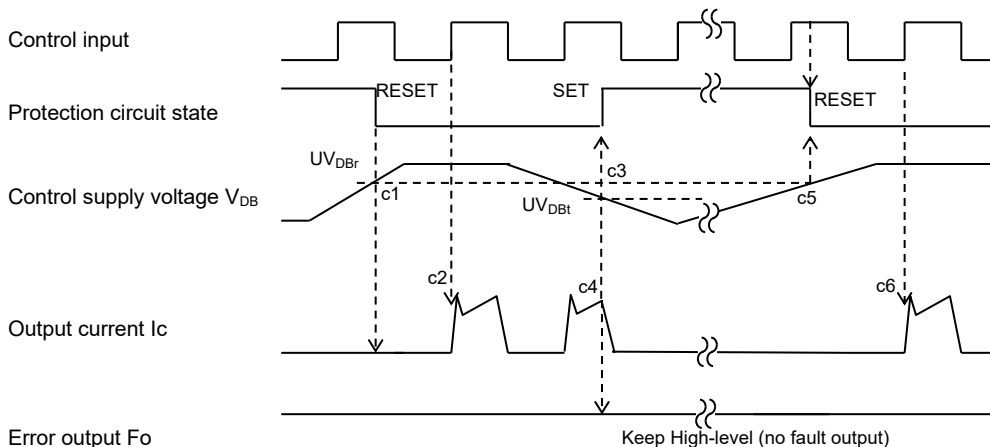 Control input
RESET
SET
RESET
Protection circuit state
UVDBr
c3
c1
c5
Control supply voltage VDB
UVDBt
c2
c4
c6
Output current Ic
Error output Fo
Keep High-level (no fault output)